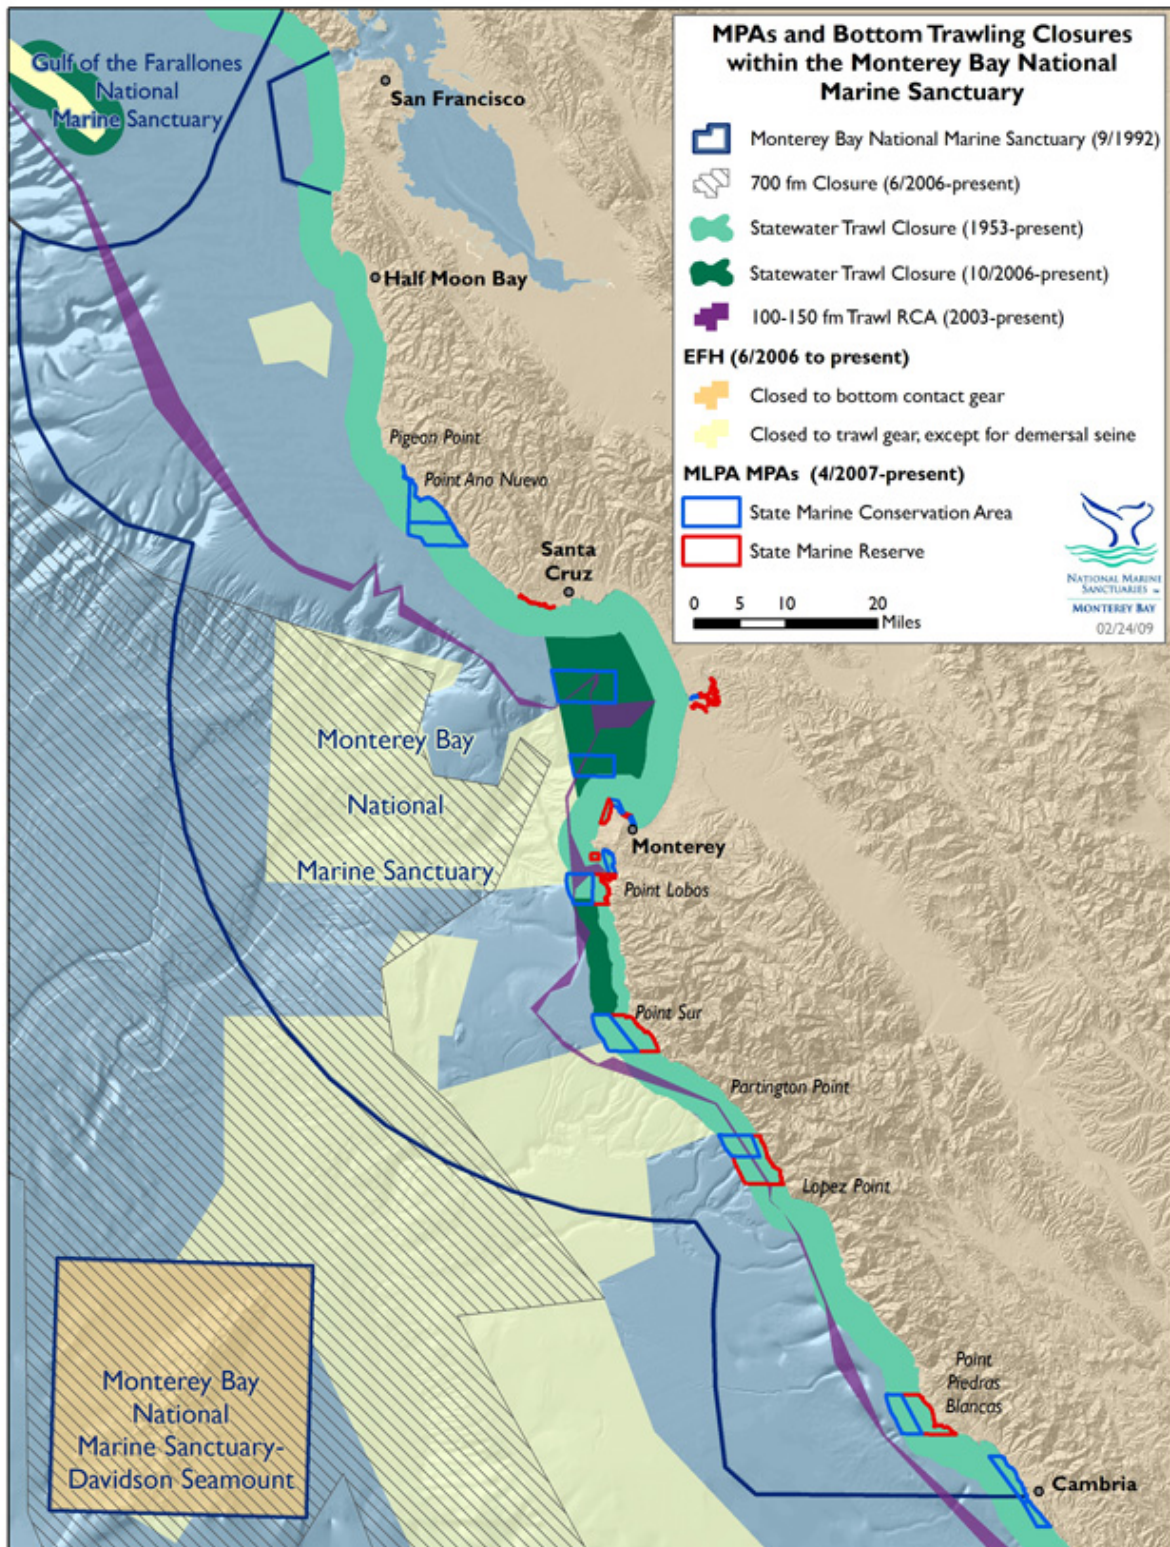 MPAs and Bottom Trawling Closures
within the Monterey Bay National
Marine Sanctuary
Monterey Bay National Marine Sanctuary (9/1992)
700 fm Closure (6/2006-present)
Statewater Trawl Closure (1953-present)
Statewater Trawl Closure (10/2006-present)
100-150 fm Trawl RCA (2003-present)
EFH (6/2006 to present)
Closed to bottom contact gear
Closed to trawl gear, except for demersal seine
MLPA MPAs (4/2007-present)
State Marine Conservation Area
State Marine Reserve
0 5 10 20
Miles
NATIONAL MARINE
SANCTUARIES
MONTEREY BAY
02/24/09
Gulf of the Farallones
National
Marine Sanctuary
San Francisco
Half Moon Bay
Pigeon Point
Point Ano Nuevo
Santa
Cruz
Monterey Bay
National
Marine Sanctuary
Monterey
Point Lobos
Point Sur
Partington Point
Lopez Point
Point
Piedras
Blancas
Cambria
Monterey Bay
National
Marine Sanctuary-
Davidson Seamount